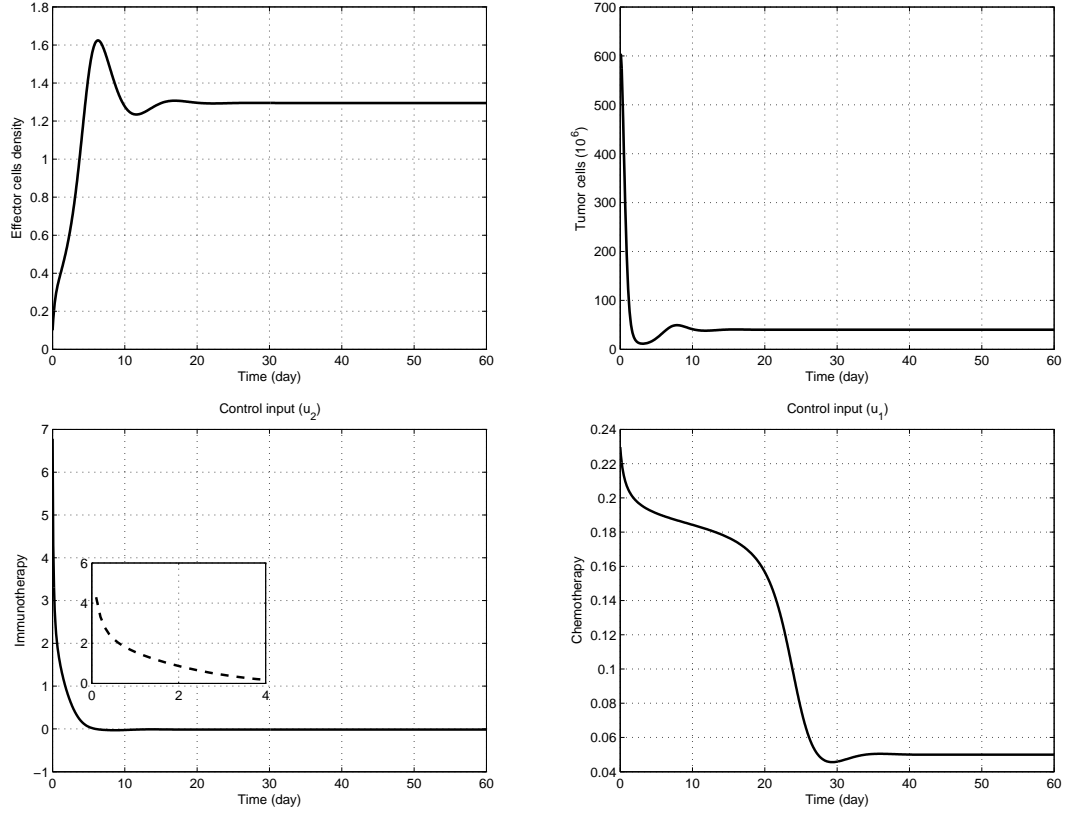 1.8
1.6
1.4
1.2
1
0.8
0.6
0.4
0.2
0
0 10 20 30 40 50 60
Time (day)
Effector cells density
700
600
500
400
300
200
100
0
0 10 20 30 40 50 60
Time (day)
Tumor cells (10^6)
Control input (u_2)
7
6
5
4
3
2
1
0
−1
0 10 20 30 40 50 60
Time (day)
Immunotherapy
6
4
2
0
0 2 4
Control input (u_1)
0.24
0.22
0.2
0.18
0.16
0.14
0.12
0.1
0.08
0.06
0.04
0 10 20 30 40 50 60
Time (day)
Chemotherapy